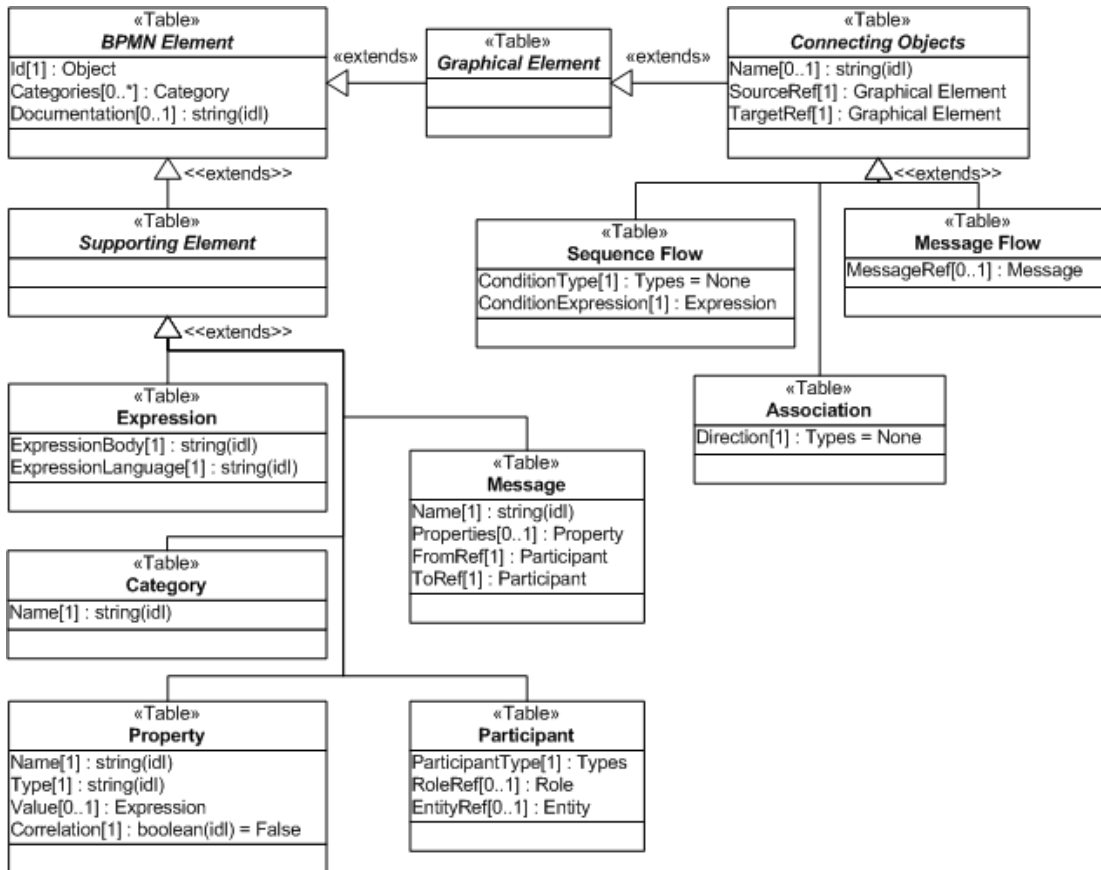 «Table»
BPMN Element
Id[1] : Object
Categories[0..*] : Category
Documentation[0..1] : string(idl)
«extends»
«Table»
Graphical Element
«extends»
«Table»
Connecting Objects
Name[0..1] : string(idl)
SourceRef[1] : Graphical Element
TargetRef[1] : Graphical Element
<<extends>>
<<extends>>
«Table»
Supporting Element
«Table»
Sequence Flow
ConditionType[1] : Types = None
ConditionExpression[1] : Expression
«Table»
Message Flow
MessageRef[0..1] : Message
<<extends>>
«Table»
Expression
ExpressionBody[1] : string(idl)
ExpressionLanguage[1] : string(idl)
«Table»
Association
Direction[1] : Types = None
«Table»
Message
Name[1] : string(idl)
Properties[0..1] : Property
FromRef[1] : Participant
ToRef[1] : Participant
«Table»
Category
Name[1] : string(idl)
«Table»
Property
Name[1] : string(idl)
Type[1] : string(idl)
Value[0..1] : Expression
Correlation[1] : boolean(idl) = False
«Table»
Participant
ParticipantType[1] : Types
RoleRef[0..1] : Role
EntityRef[0..1] : Entity